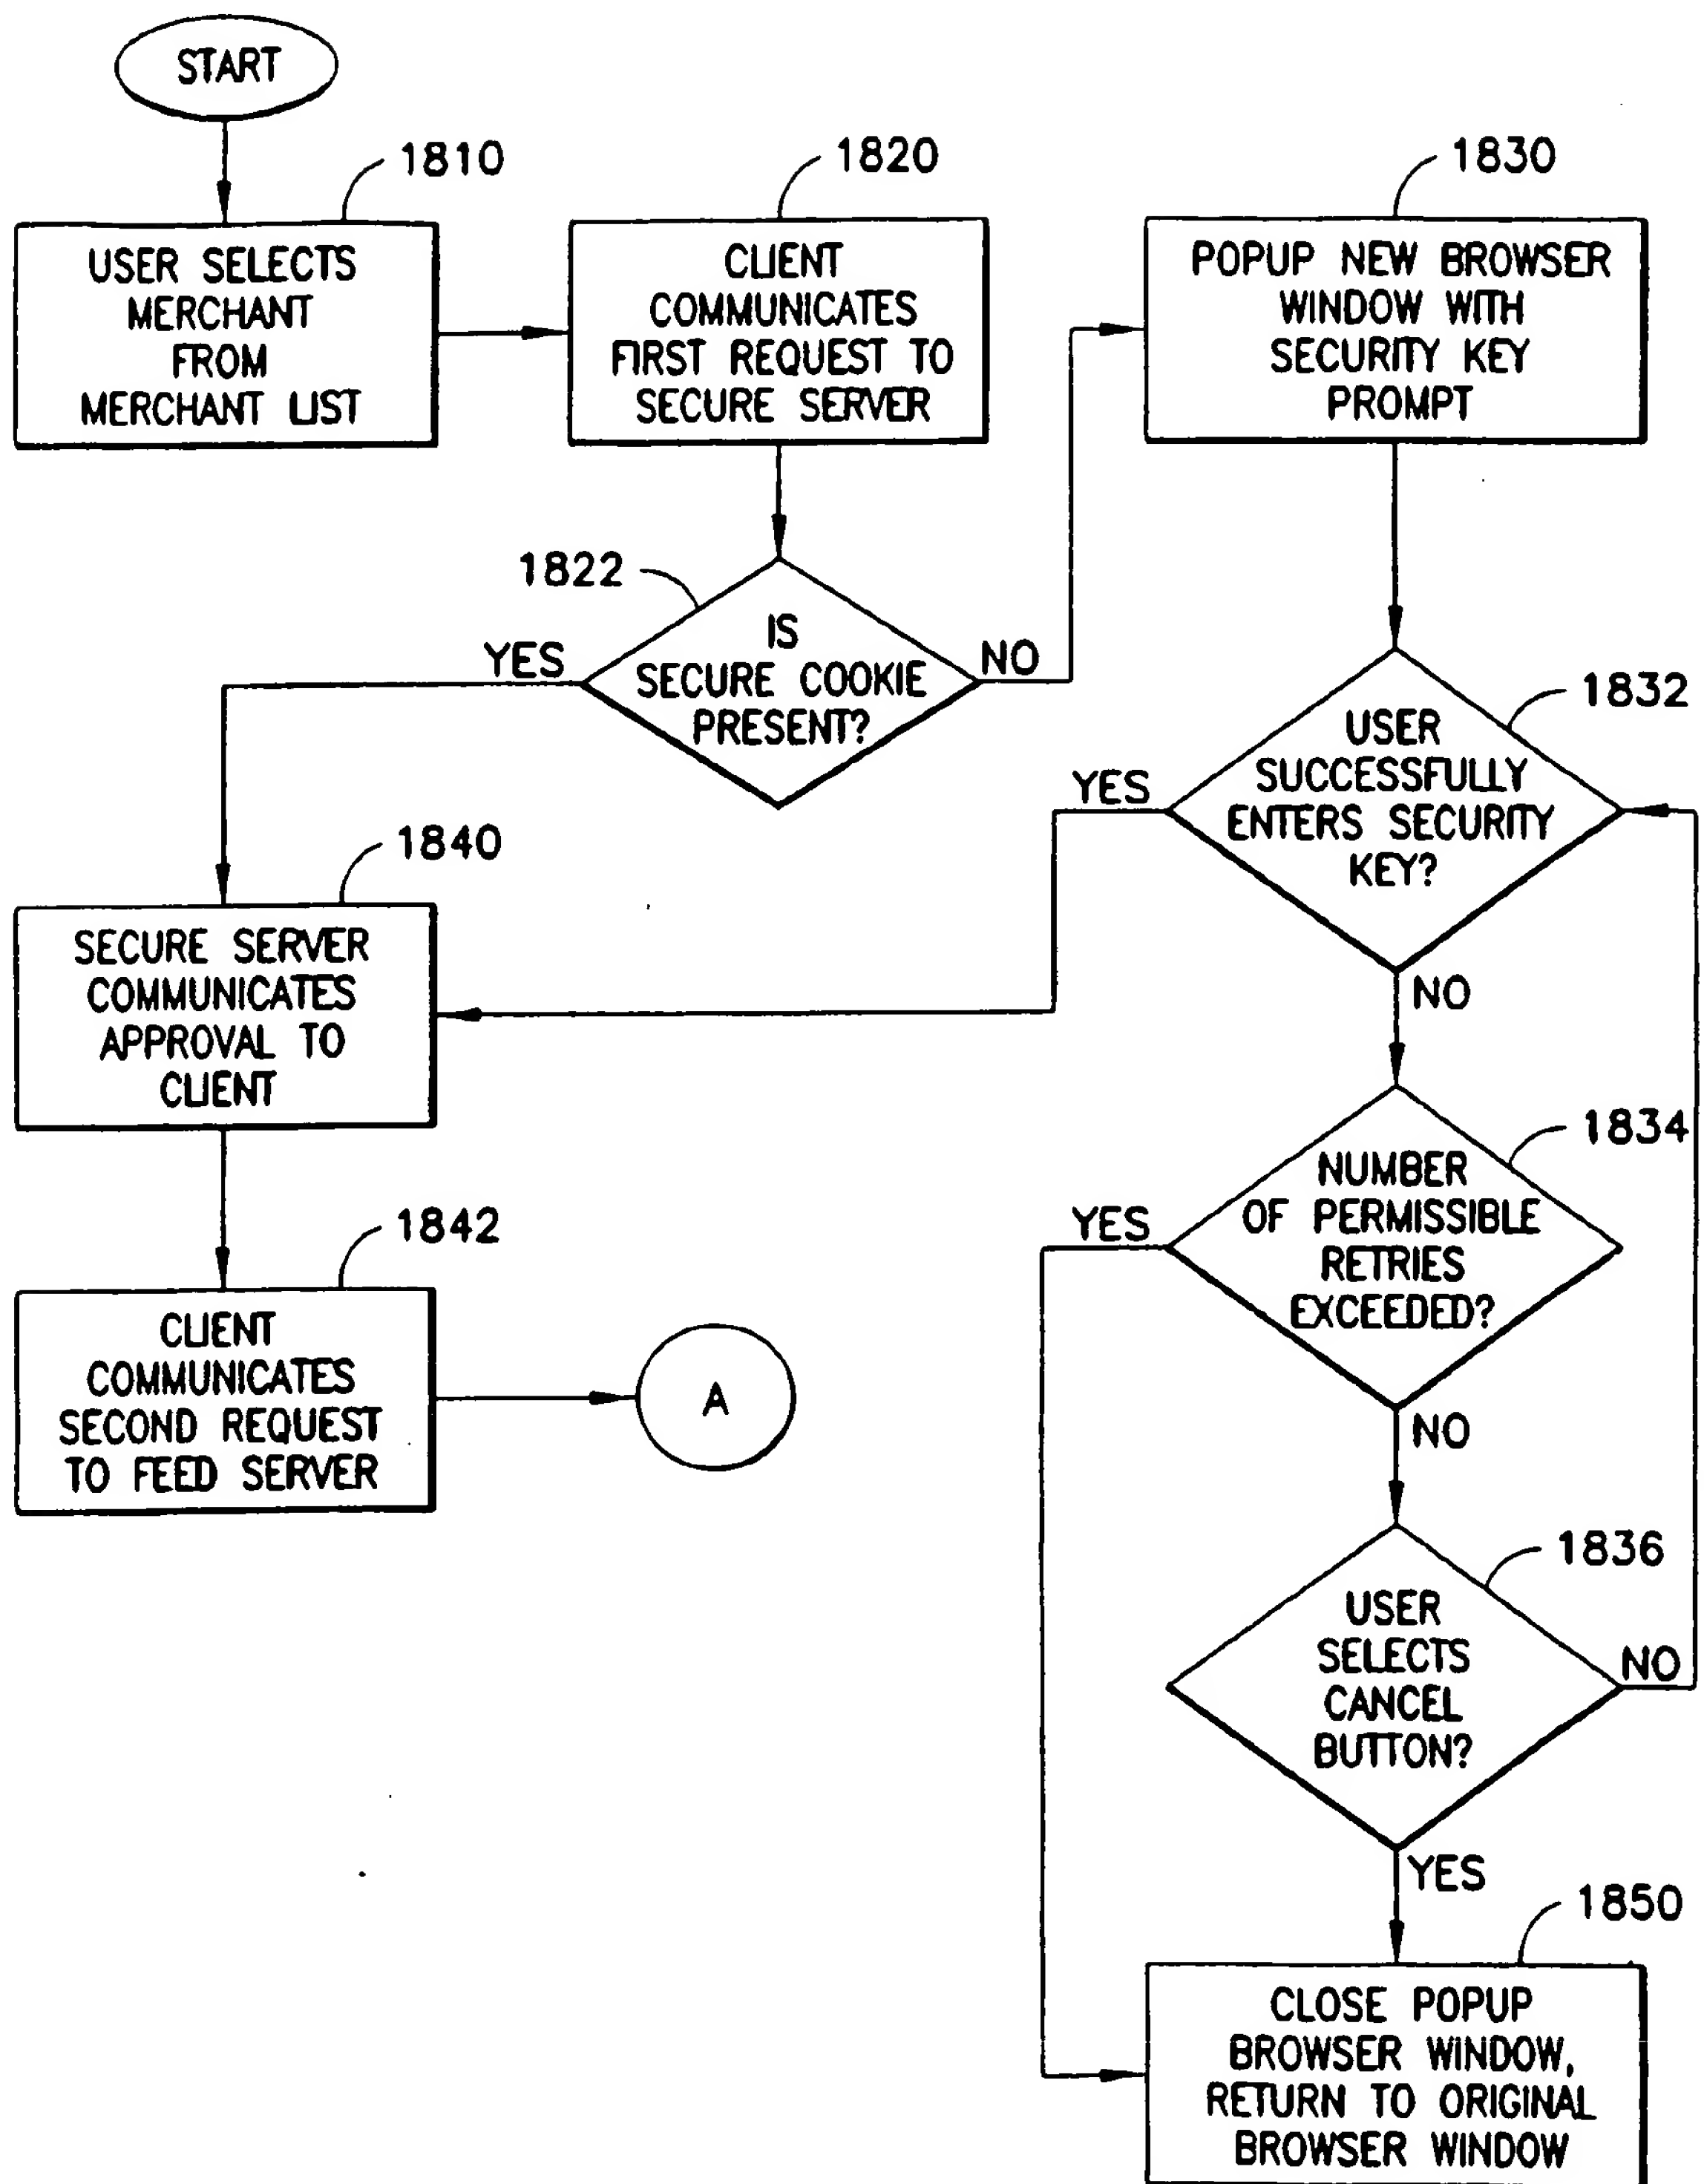 START
1810
USER SELECTS
MERCHANT
FROM
MERCHANT LIST
1820
CLIENT
COMMUNICATES
FIRST REQUEST TO
SECURE SERVER
1830
POPUP NEW BROWSER
WINDOW WITH
SECURITY KEY
PROMPT
1822
IS
SECURE COOKIE
PRESENT?
YES
NO
1832
USER
SUCCESSFULLY
ENTERS SECURITY
KEY?
YES
NO
1840
SECURE SERVER
COMMUNICATES
APPROVAL TO
CLIENT
1834
NUMBER
OF PERMISSIBLE
RETRIES
EXCEEDED?
YES
NO
1842
CLIENT
COMMUNICATES
SECOND REQUEST
TO FEED SERVER
A
1836
USER
SELECTS
CANCEL
BUTTON?
NO
YES
1850
CLOSE POPUP
BROWSER WINDOW,
RETURN TO ORIGINAL
BROWSER WINDOW